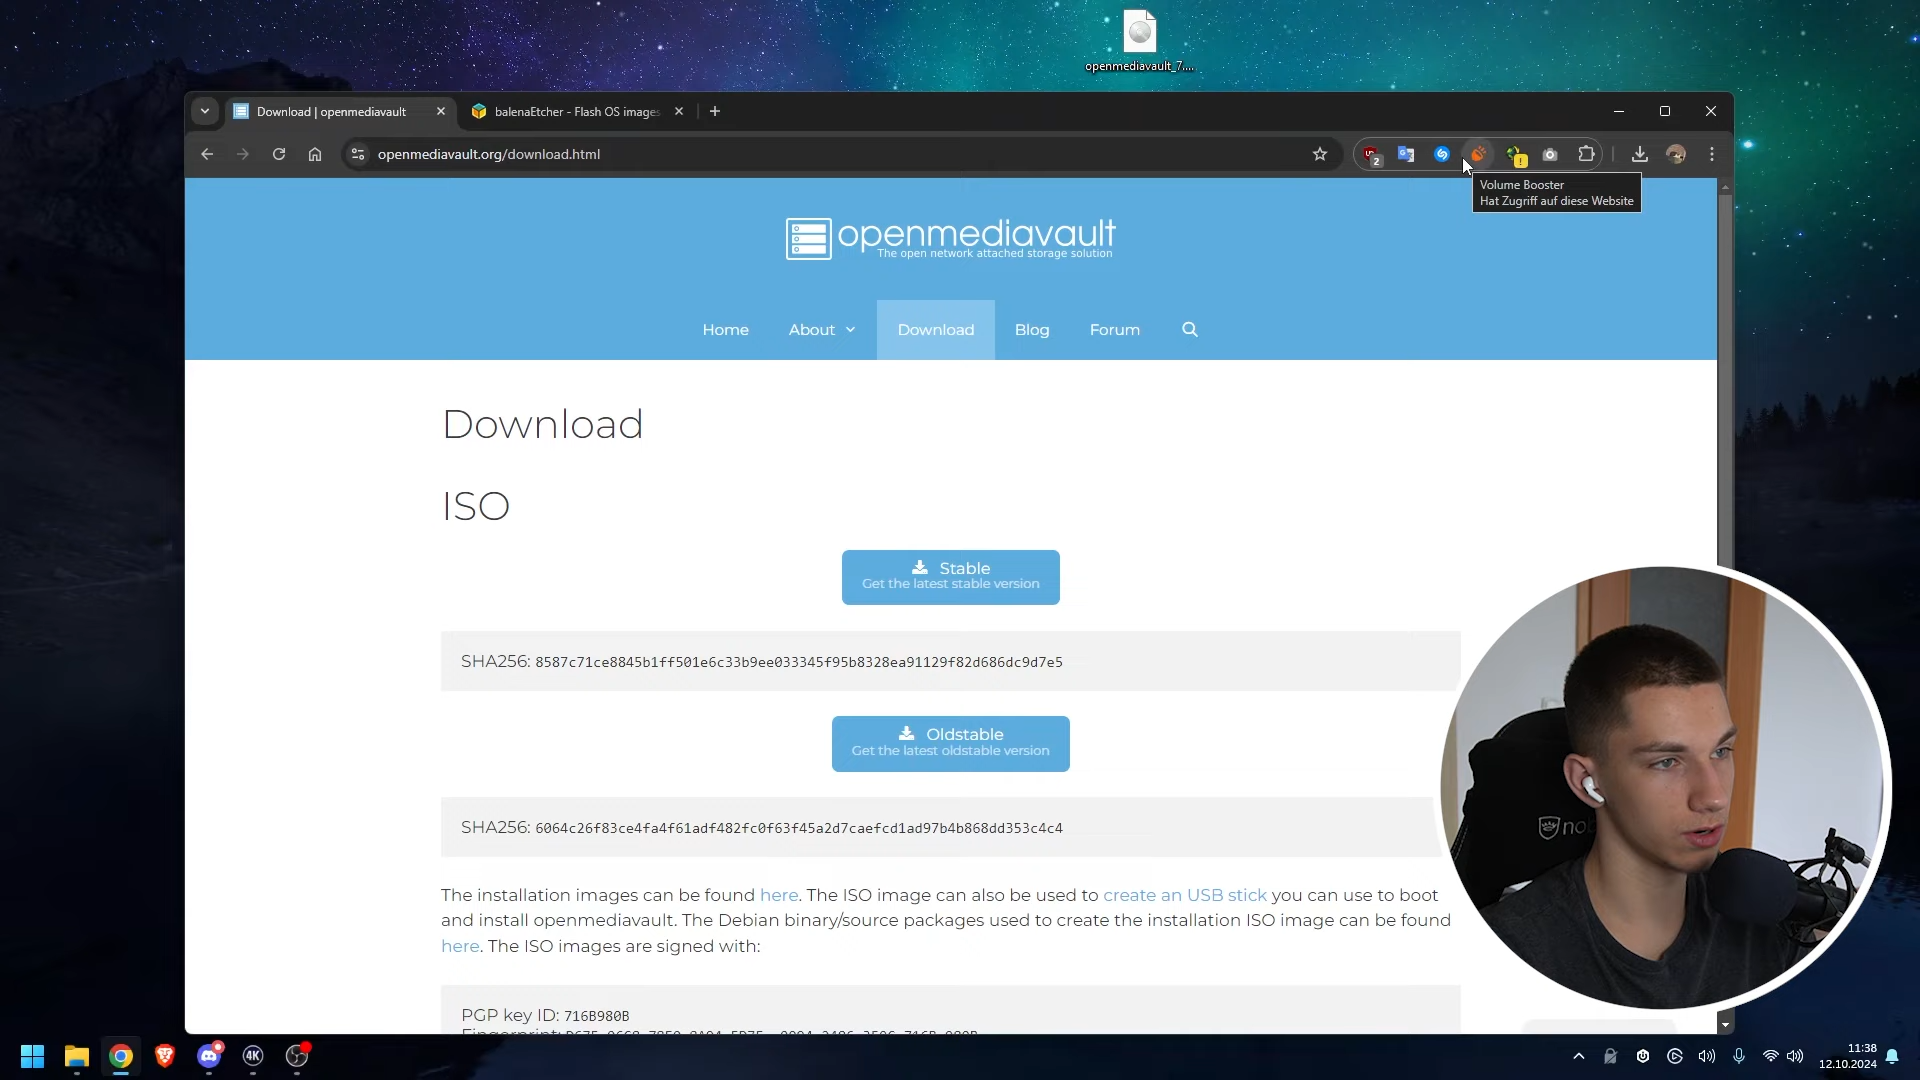 openmediavault_7....
Download | openmediavault
balenaEtcher - Flash OS images
openmediavault.org/download.html
2
Volume Booster
Hat Zugriff auf diese Website
openmediavault
The open network attached storage solution
Home
About
Download
Blog
Forum
Download
ISO
Stable
Get the latest stable version
SHA256: 8587c71ce8845b1ff501e6c33b9ee033345f95b8328ea91129f82d686dc9d7e5
Oldstable
Get the latest oldstable version
SHA256: 6064c26f83ce4fa4f61adf482fc0f63f45a2d7caefcd1ad97b4b868dd353c4c4
The installation images can be found here. The ISO image can also be used to create an USB stick you can use to boot
and install openmediavault. The Debian binary/source packages used to create the installation ISO image can be found
here. The ISO images are signed with:
PGP key ID: 716B980B
4K
11:38
12.10.2024